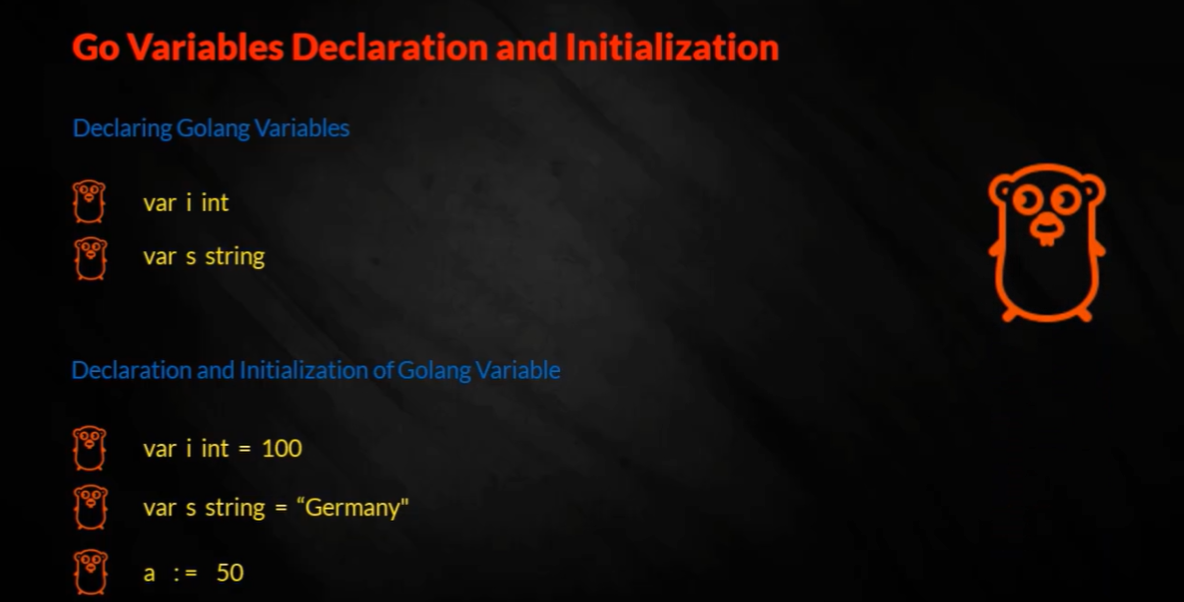 Go Variables Declaration and Initialization
Declaring Golang Variables
var i int
var s string
Declaration and Initialization of Golang Variable
var i int = 100
var s string = “Germany"
a := 50